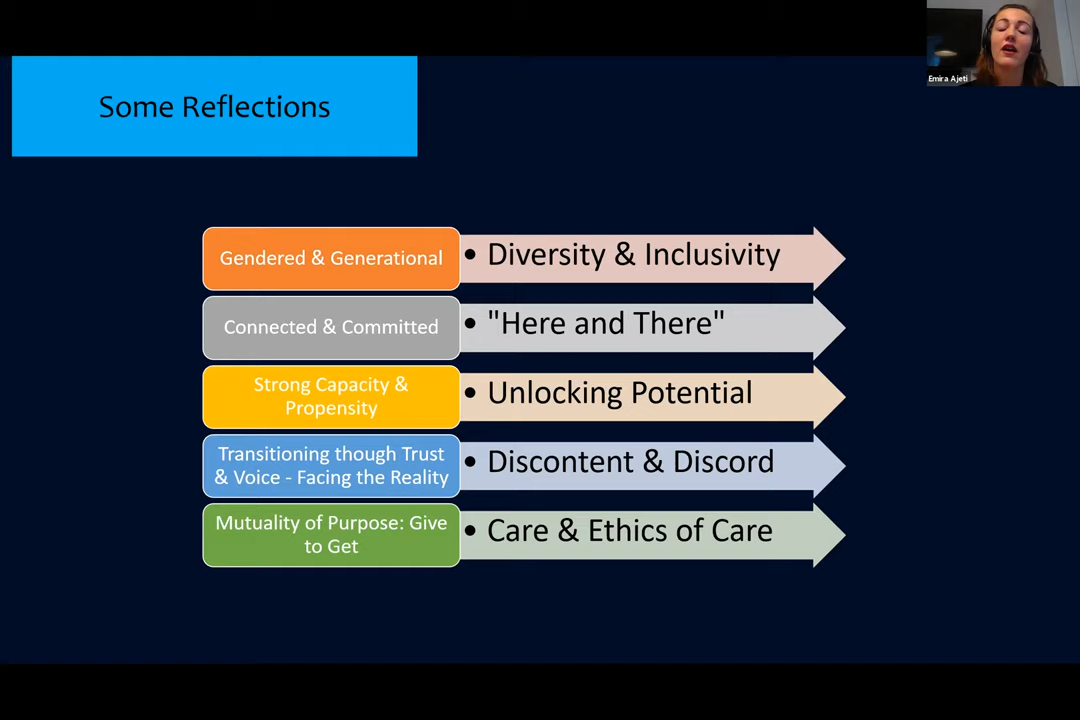 Emira Ajeti
Some Reflections
Gendered & Generational
• Diversity & Inclusivity
Connected & Committed
• "Here and There"
Strong Capacity &
Propensity
• Unlocking Potential
Transitioning though Trust
& Voice - Facing the Reality
• Discontent & Discord
Mutuality of Purpose: Give
to Get
• Care & Ethics of Care